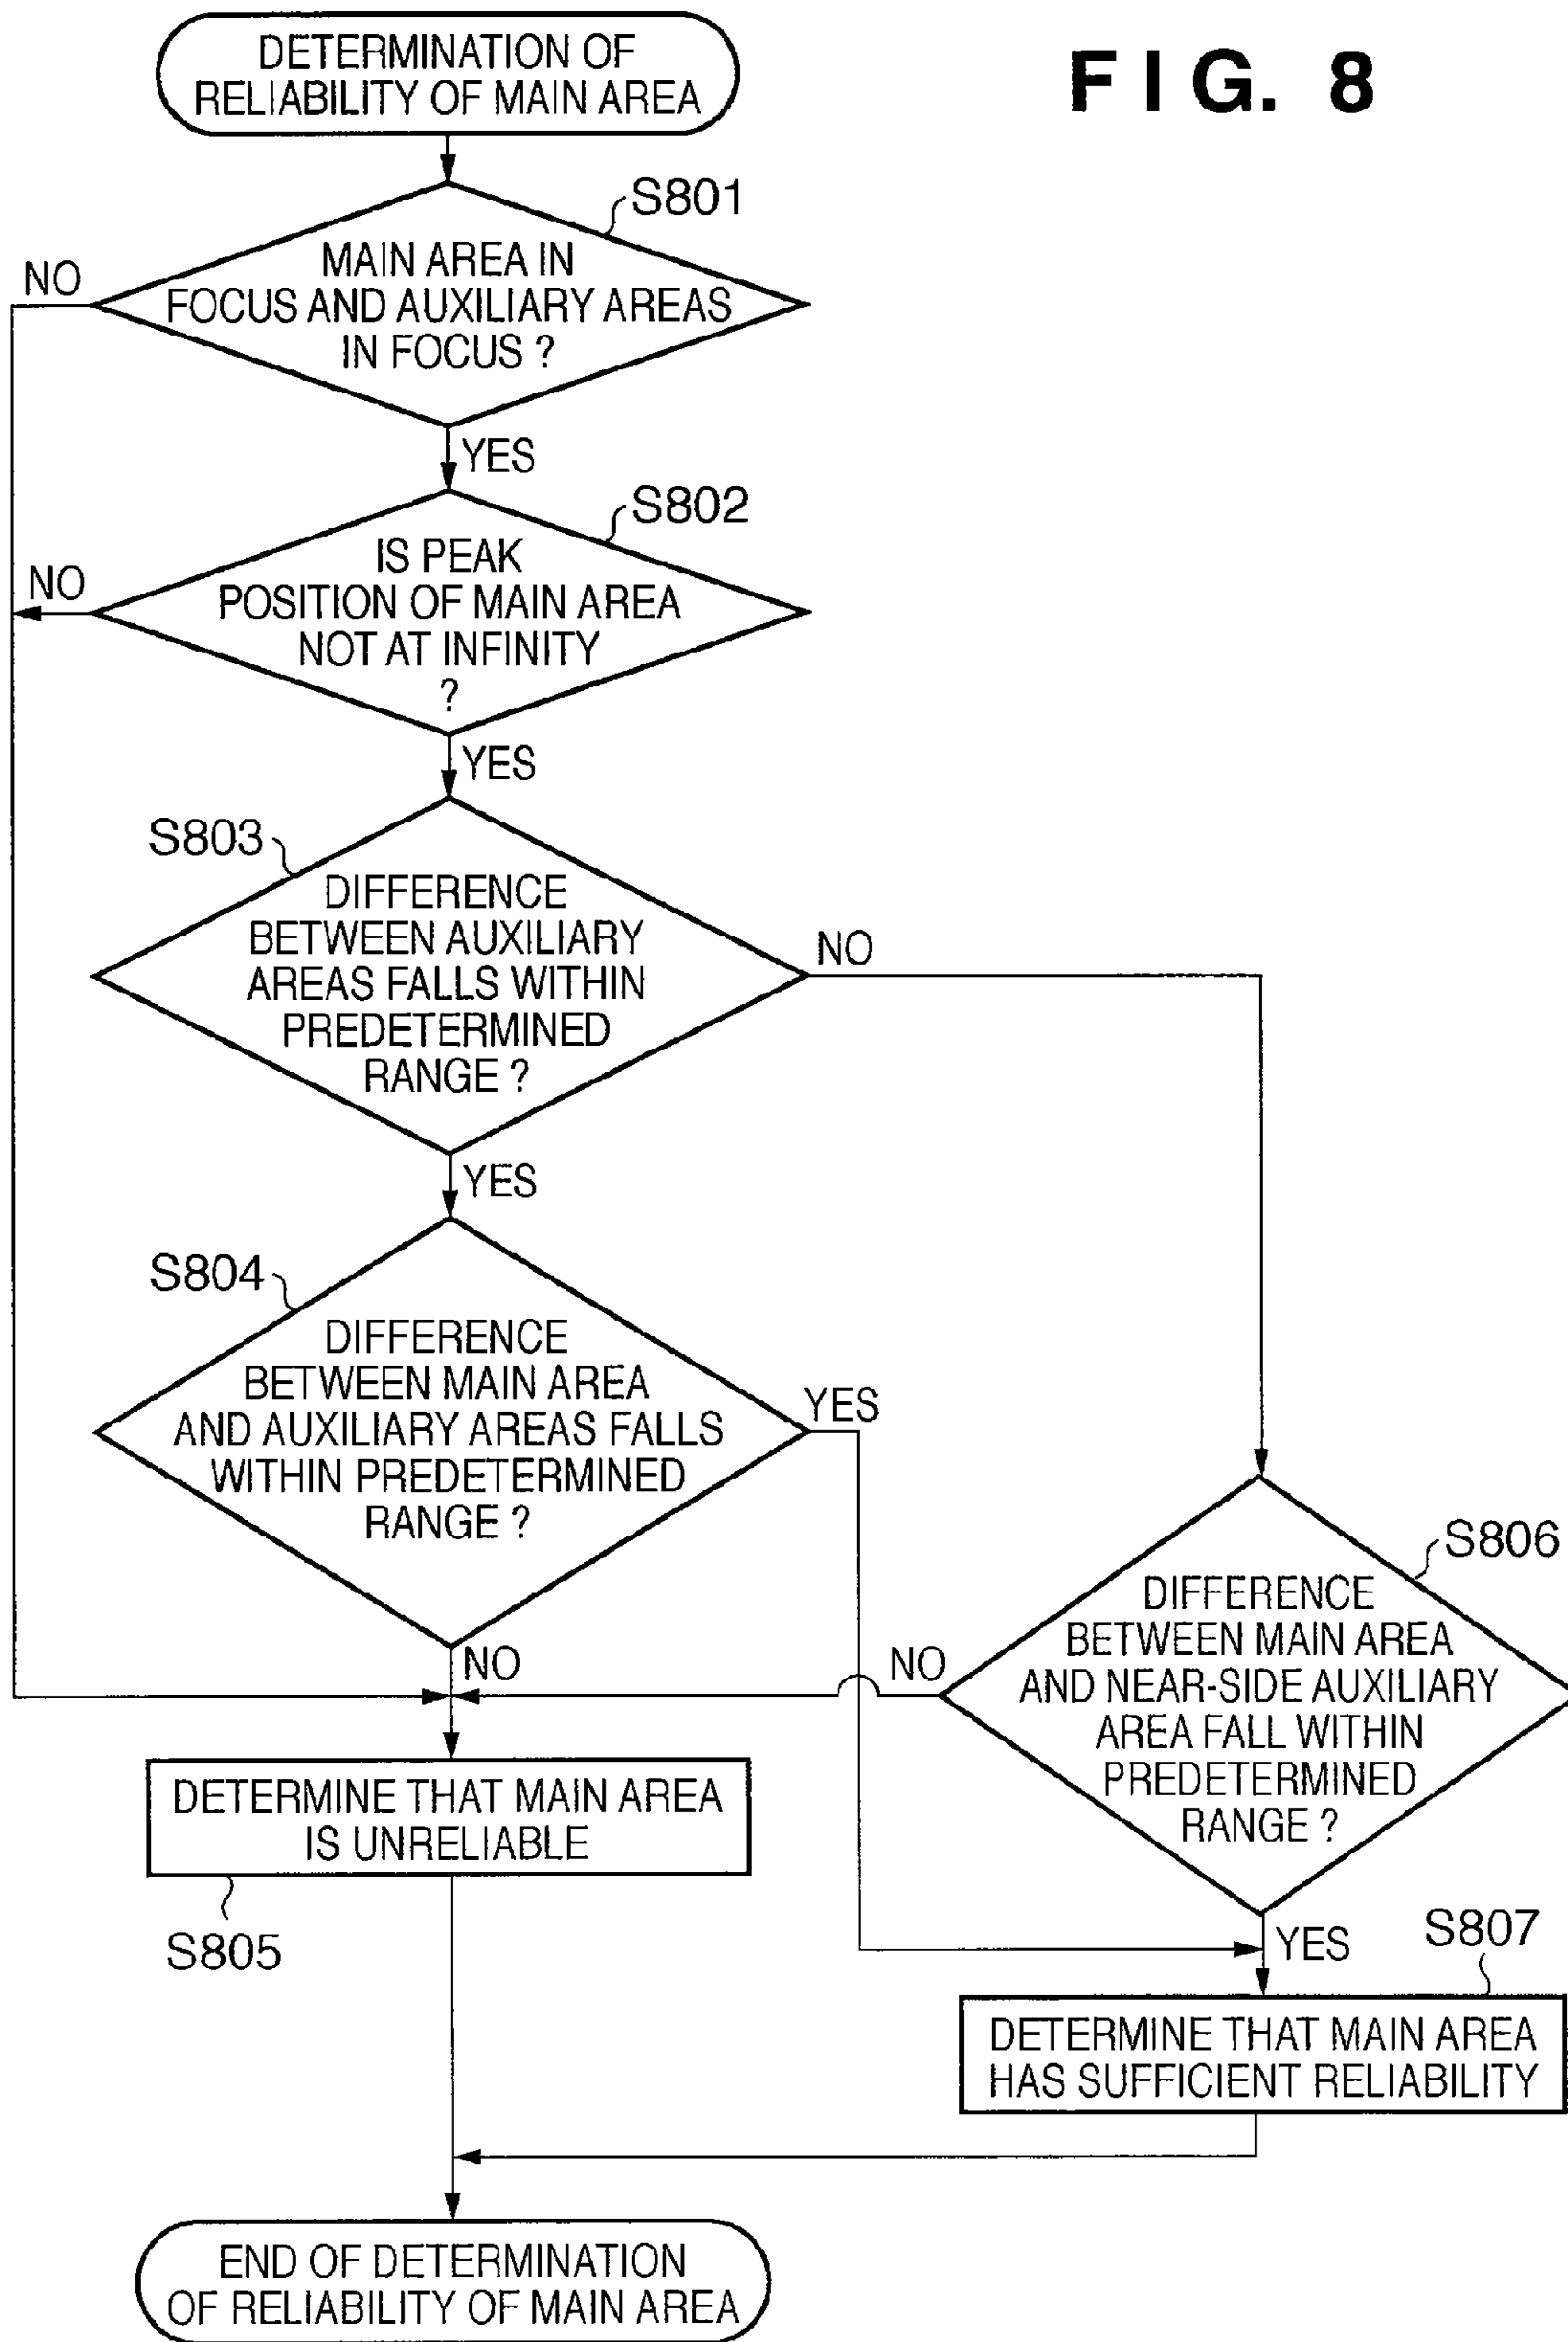 FIG. 8
DETERMINATION OF
RELIABILITY OF MAIN AREA
S801
MAIN AREA IN
FOCUS AND AUXILIARY AREAS
IN FOCUS ?
NO
YES
S802
IS PEAK
POSITION OF MAIN AREA
NOT AT INFINITY
?
NO
YES
S803
DIFFERENCE
BETWEEN AUXILIARY
AREAS FALLS WITHIN
PREDETERMINED
RANGE ?
NO
YES
S804
DIFFERENCE
BETWEEN MAIN AREA
AND AUXILIARY AREAS FALLS
WITHIN PREDETERMINED
RANGE ?
YES
NO
S806
DIFFERENCE
BETWEEN MAIN AREA
AND NEAR-SIDE AUXILIARY
AREA FALL WITHIN
PREDETERMINED
RANGE ?
NO
YES
DETERMINE THAT MAIN AREA
IS UNRELIABLE
S805
S807
DETERMINE THAT MAIN AREA
HAS SUFFICIENT RELIABILITY
END OF DETERMINATION
OF RELIABILITY OF MAIN AREA